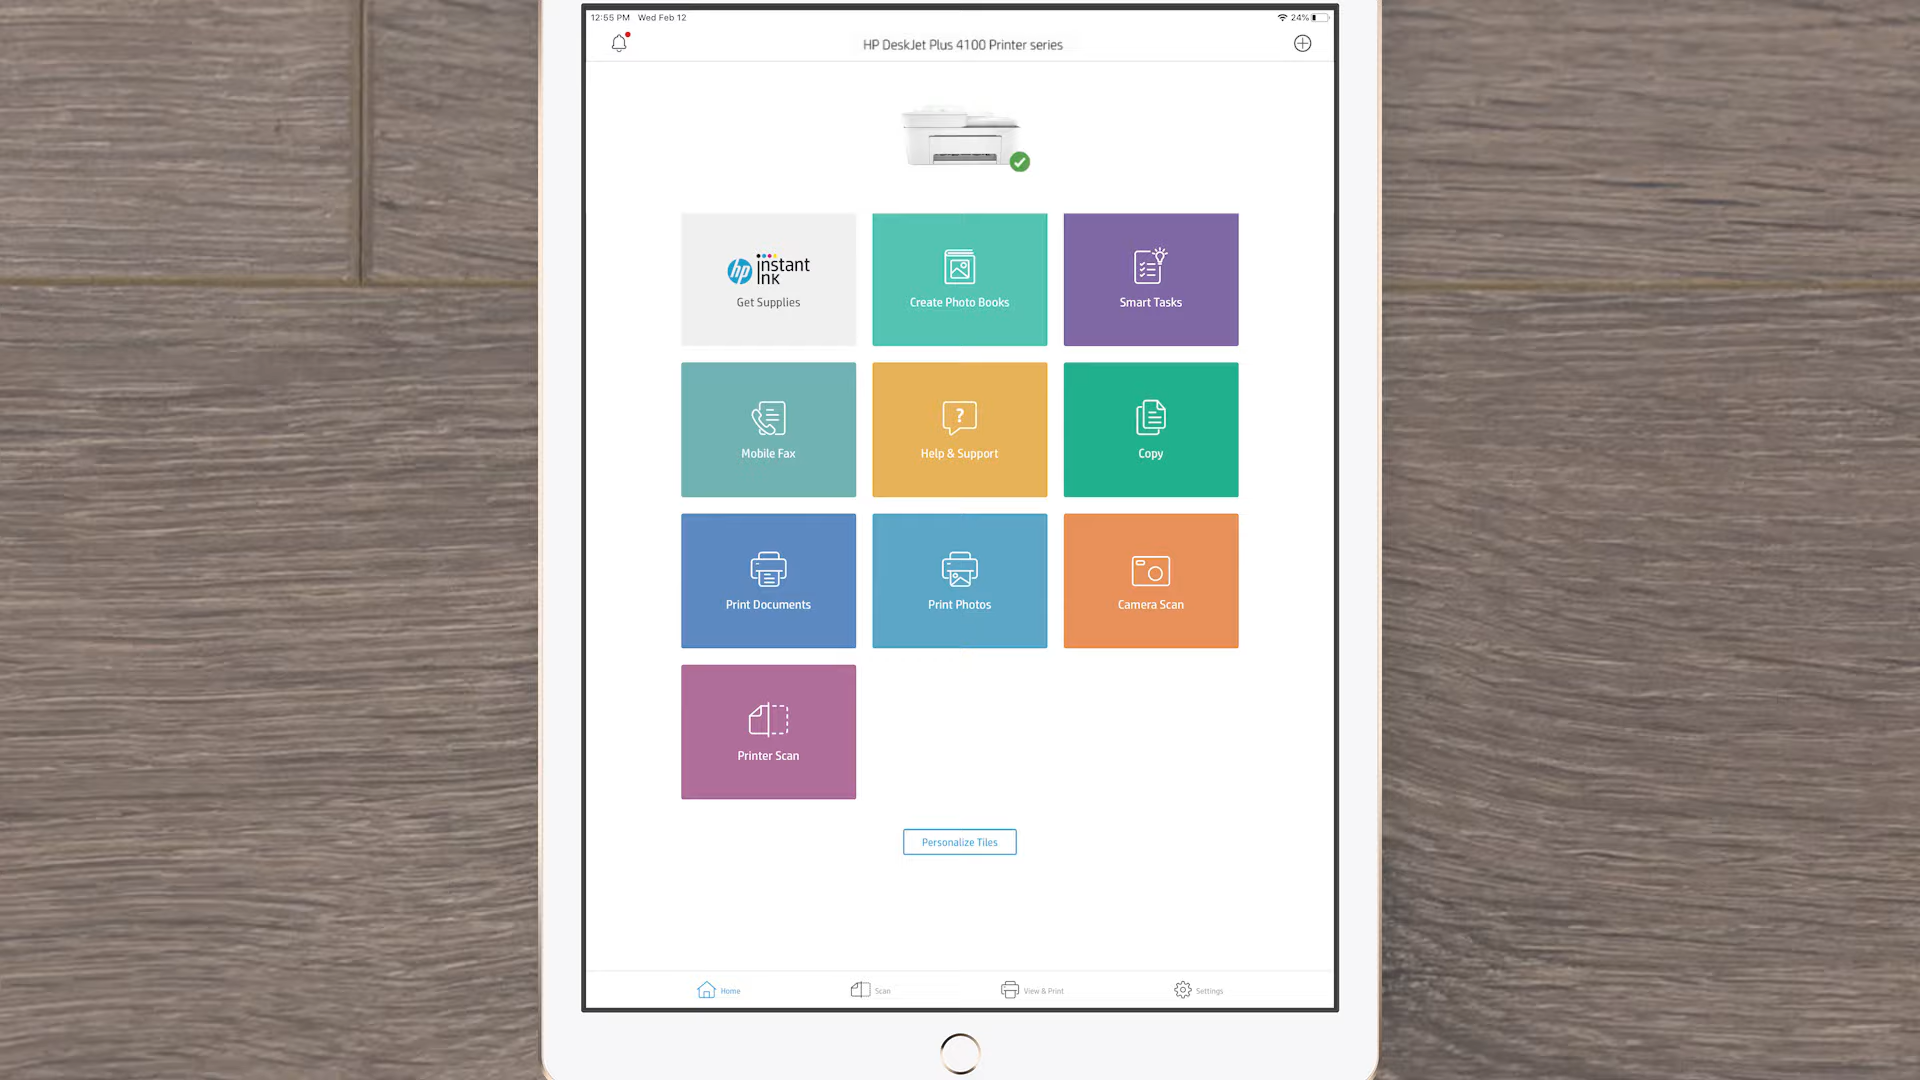 12:55 PM Wed Feb 12 24%
HP DeskJet Plus 4100 Printer series
hp instant
ink
Get Supplies
Create Photo Books
Smart Tasks
Mobile Fax
?
Help & Support
Copy
Print Documents
Print Photos
Camera Scan
Printer Scan
Personalize Tiles
Home
Scan
View & Print
Settings